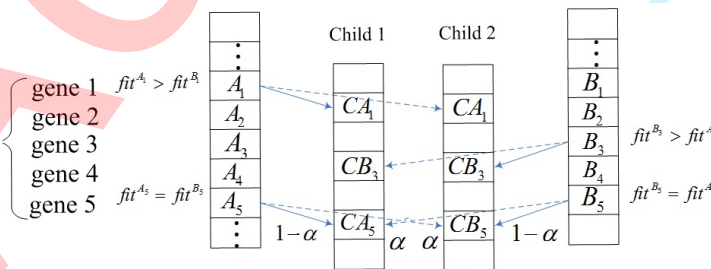 Child 1 Child 2
gene 1 fit^{A_1} > fit^{B_1} A_1 CA_1 CA_1 B_1
gene 2 A_2 B_2
gene 3 A_3 CB_3 CB_3 B_3 fit^{B_3} > fit^A
gene 4 A_4 B_4
gene 5 fit^{A_5} = fit^{B_5} A_5 CA_5 CB_5 B_5 fit^{B_5} = fit^A
1-α α α 1-α